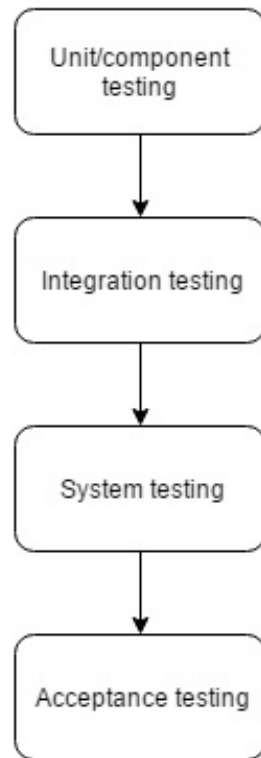 Unit/component
testing
Integration testing
System testing
Acceptance testing